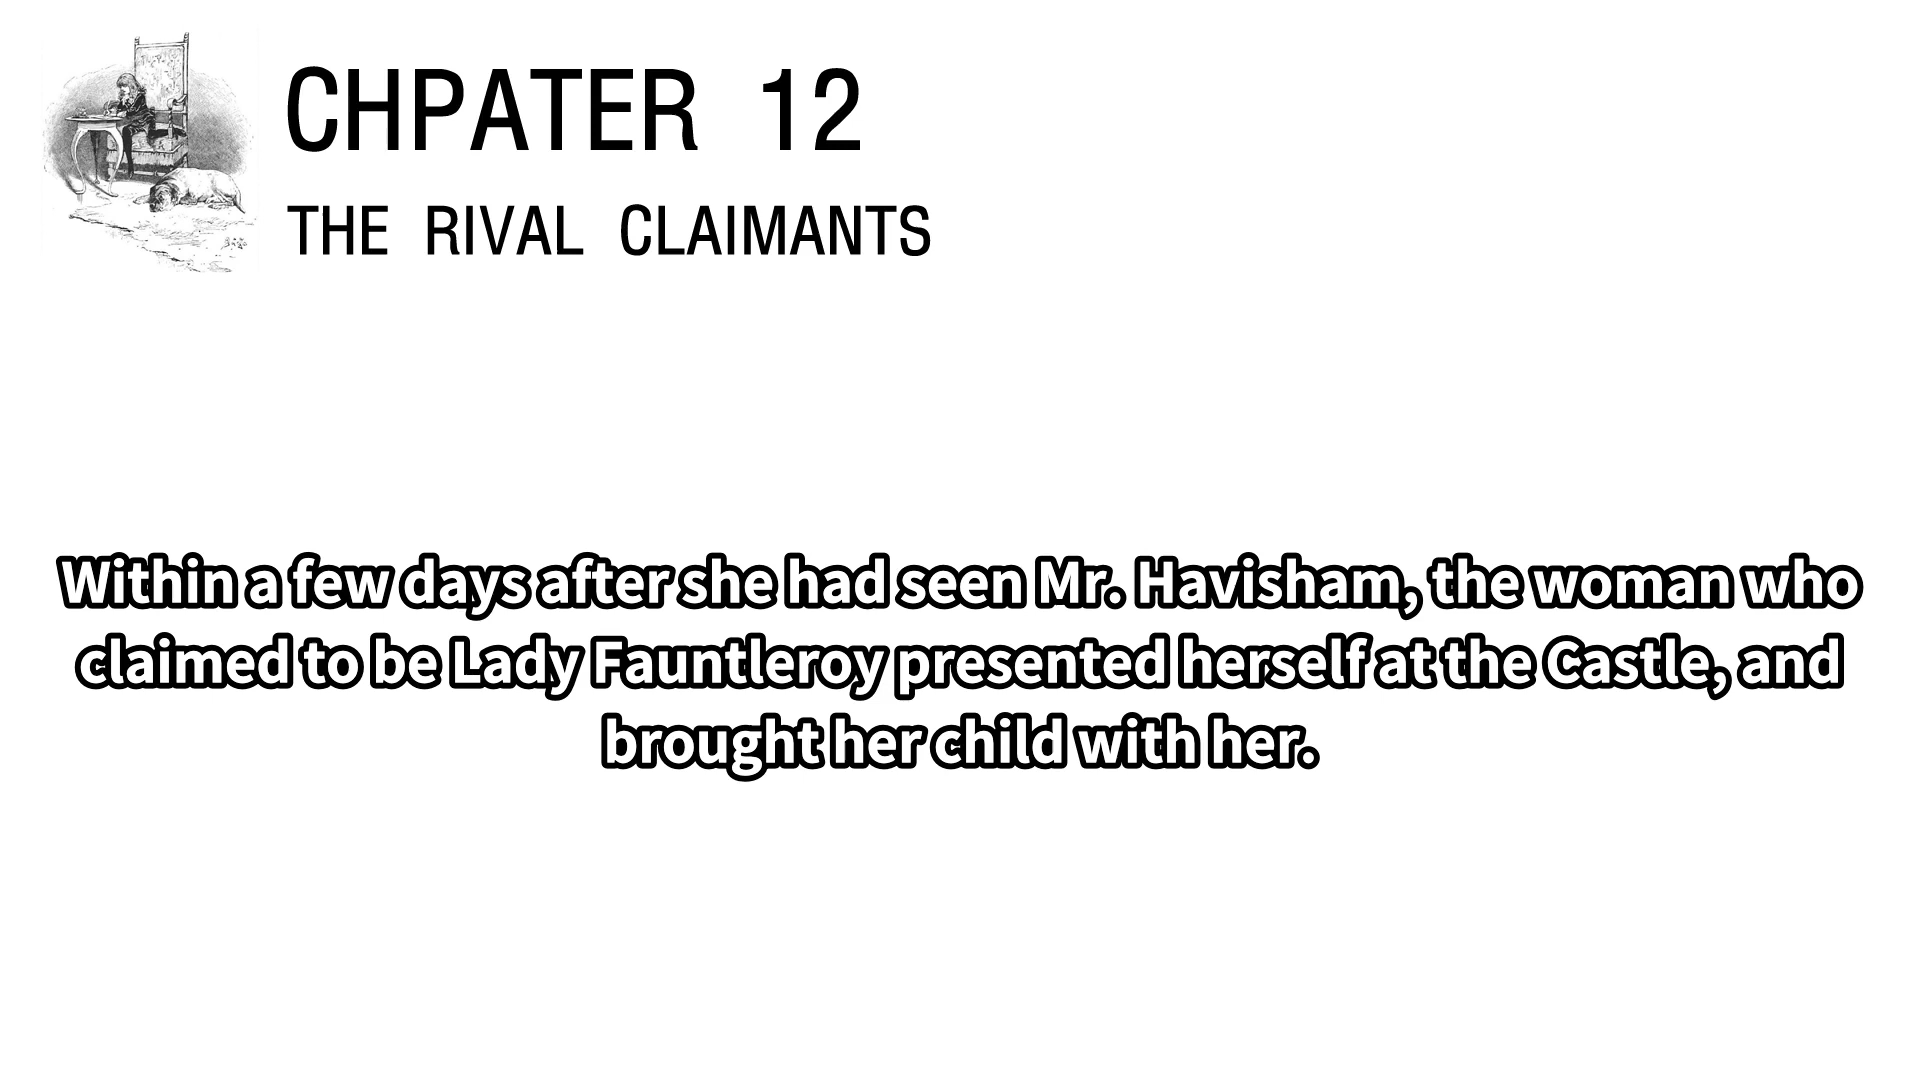 CHPATER 12
THE RIVAL CLAIMANTS
Within a few days after she had seen Mr. Havisham, the woman who
claimed to be Lady Fauntleroy presented herself at the Castle, and
brought her child with her.